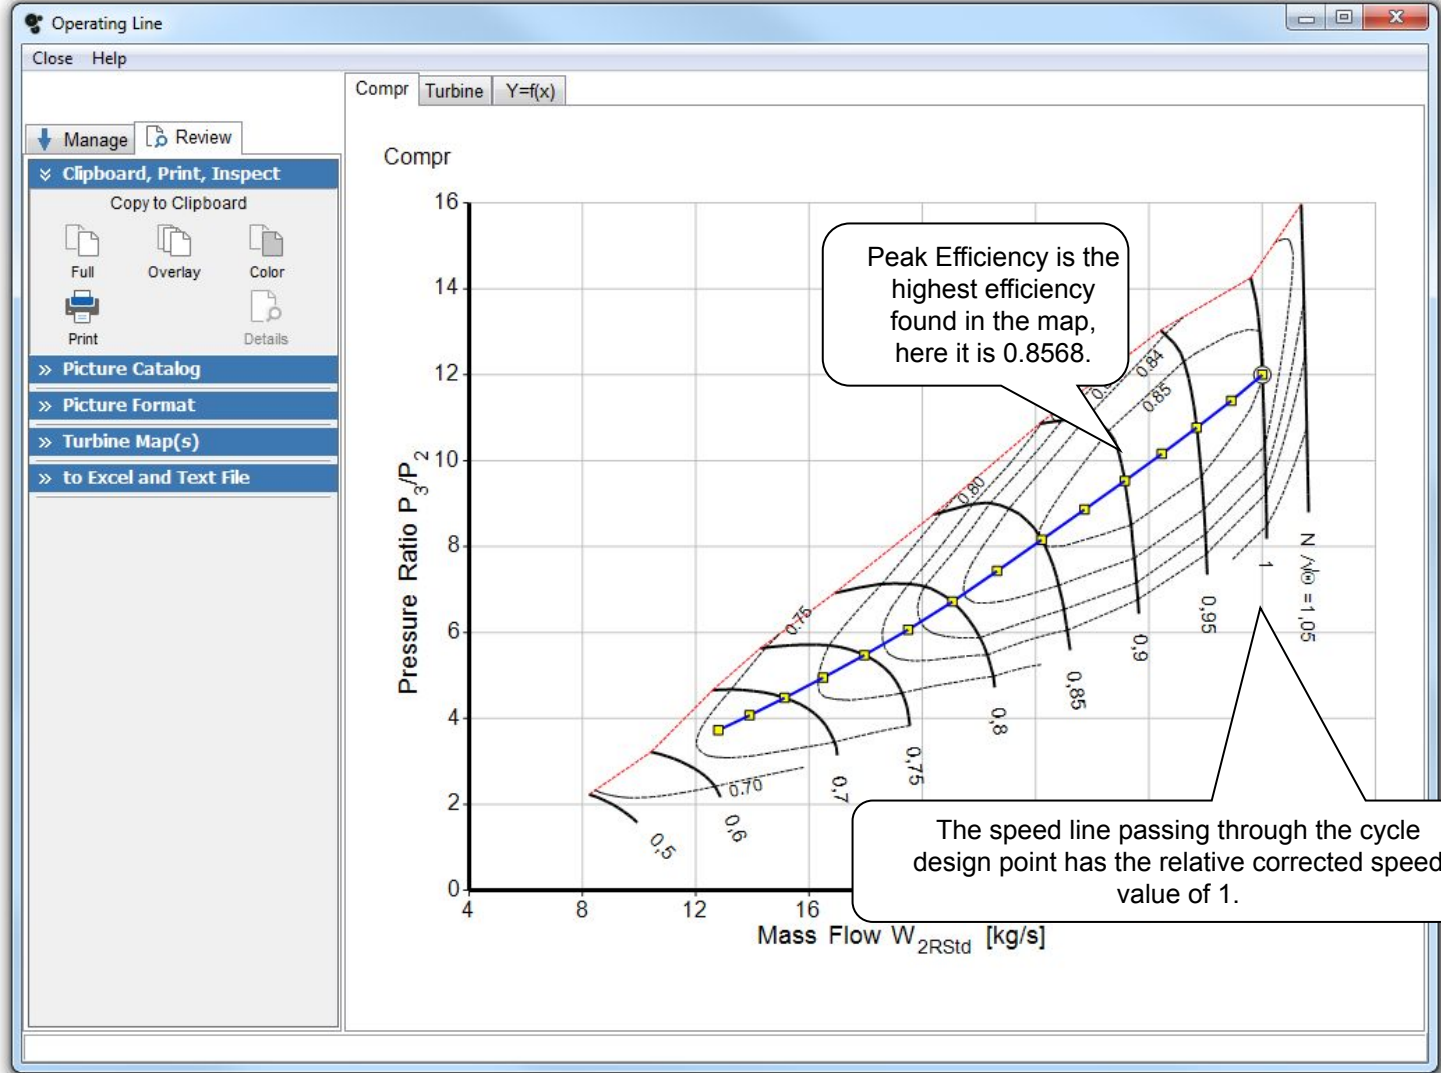 Operating Line
Close Help
Compr Turbine Y=f(x)
Manage Review
Clipboard, Print, Inspect
Copy to Clipboard
Full Overlay Color
Print Details
Picture Catalog
Picture Format
Turbine Map(s)
to Excel and Text File
Compr
Pressure Ratio P3/P2
16
14
12
10
8
6
4
2
0
4 8 12 16
Mass Flow W2RStd [kg/s]
Peak Efficiency is the
highest efficiency
found in the map,
here it is 0.8568.
0.84
0.85
0.80
0.75
0.70
0,5
0,6
0,7
0,75
0,8
0,85
0,9
0,95
1
N /√Θ =1,05
The speed line passing through the cycle
design point has the relative corrected speed
value of 1.